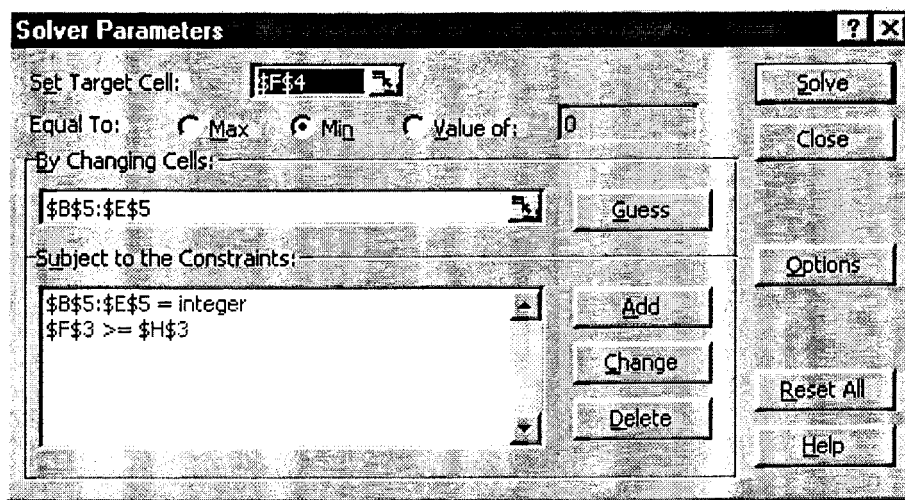 Solver Parameters ? X
Set Target Cell: $F$4 Solve
Equal To: Max Min Value of: 0 Close
By Changing Cells:
$B$5:$E$5 Guess
Subject to the Constraints: Options
$B$5:$E$5 = integer Add
$F$3 >= $H$3
Change
Reset All
Delete
Help